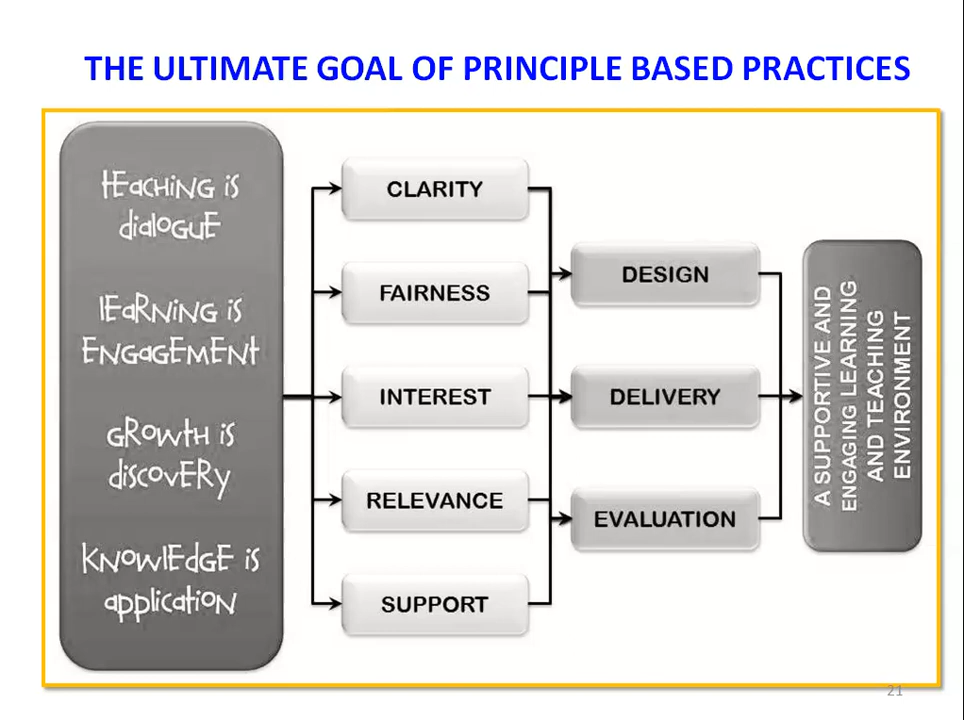 THE ULTIMATE GOAL OF PRINCIPLE BASED PRACTICES
tEacHiNG is
dialoGuE
lEaRNiNG is
ENGaGEMENt
GRowtH is
discovERy
KNowlEdGE is
applicatioN
CLARITY
FAIRNESS
INTEREST
RELEVANCE
SUPPORT
DESIGN
DELIVERY
EVALUATION
A SUPPORTIVE AND
ENGAGING LEARNING
AND TEACHING
ENVIRONMENT
21